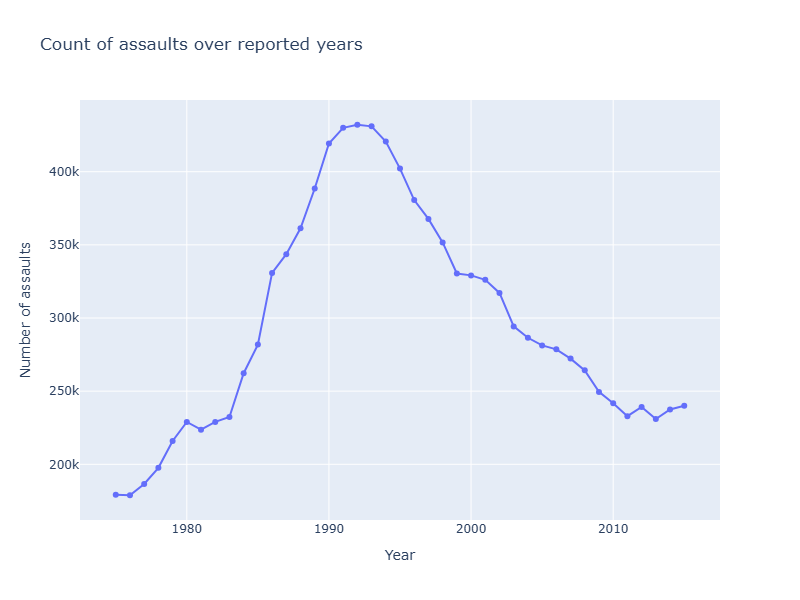 Count of assaults over reported years
400k
350k
300k
250k
200k
Number of assaults
1980 1990 2000 2010
Year